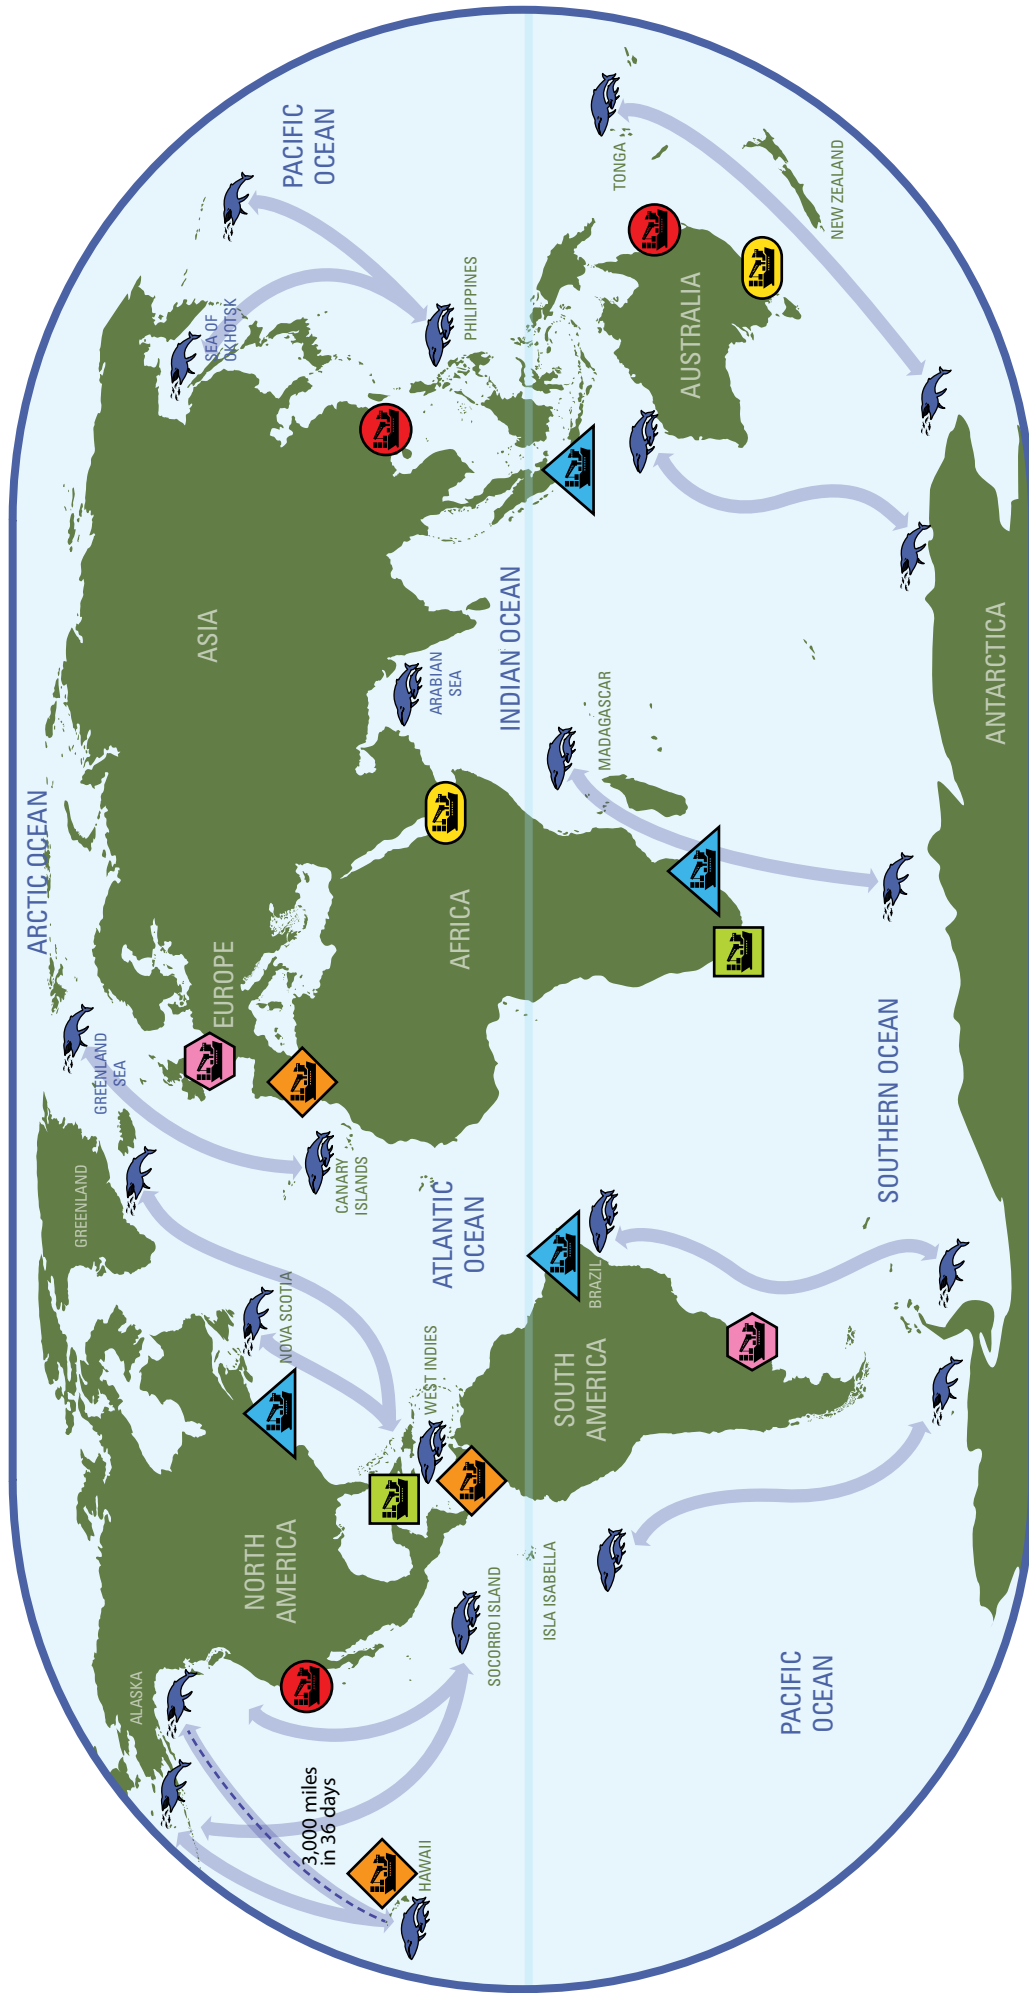 ARCTIC OCEAN
GREENLAND
SEA
GREENLAND
ALASKA
NORTH
AMERICA
NOVA SCOTIA
EUROPE
ASIA
SEA OF
OKHOTSK
PACIFIC
OCEAN
3,000 miles
in 36 days
HAWAII
SOCORRO ISLAND
WEST INDIES
ATLANTIC
OCEAN
CANARY
ISLANDS
AFRICA
ARABIAN
SEA
PHILIPPINES
INDIAN OCEAN
ISLA ISABELLA
SOUTH
AMERICA
BRAZIL
MADAGASCAR
AUSTRALIA
TONGA
NEW ZEALAND
PACIFIC
OCEAN
SOUTHERN OCEAN
ANTARCTICA